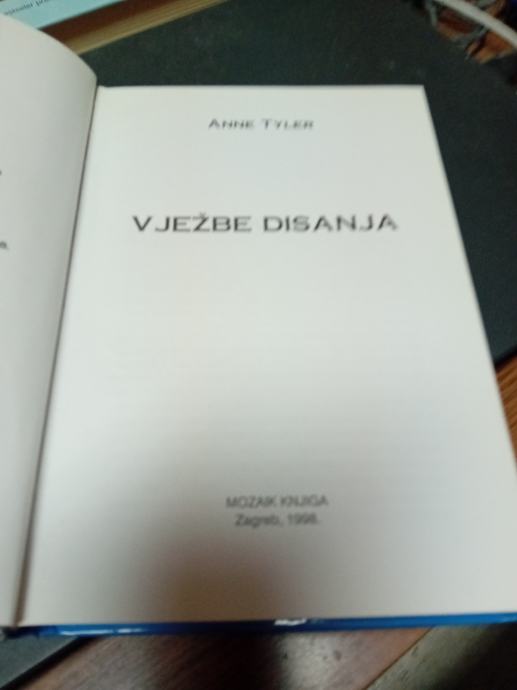 ANNE TYLER
VJEŽBE DISANJA
MOZAIK KNJIGA
Zagreb, 1998.